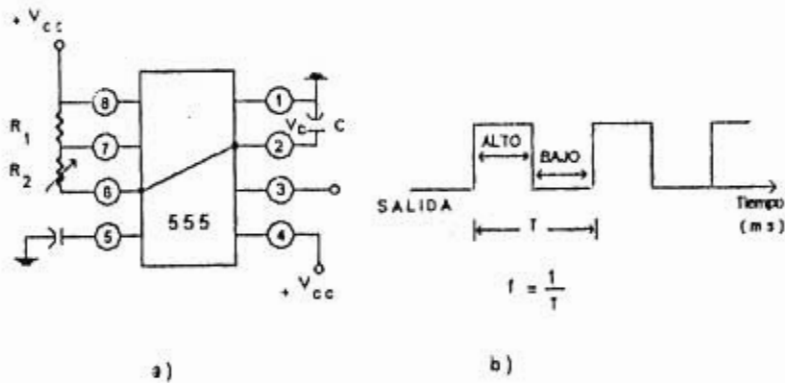 + Vcc
8
1
R1
Vc
C
7
2
R2
6
3
5
555
4
+ Vcc
a)
ALTO
BAJO
SALIDA
Tiempo
(ms)
T
f = 1/T
b)